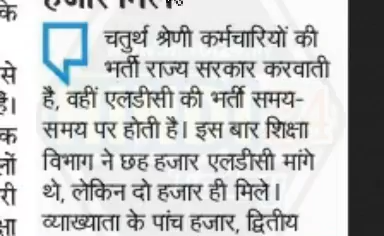 के
से
है।
क
लों
री
चतुर्थ श्रेणी कर्मचारियों की
भर्ती राज्य सरकार करवाती
है, वहीं एलडीसी की भर्ती समय-
समय पर होती है। इस बार शिक्षा
विभाग ने छह हजार एलडीसी मांगे
थे, लेकिन दो हजार ही मिले।
व्याख्याता के पांच हजार, द्वितीय